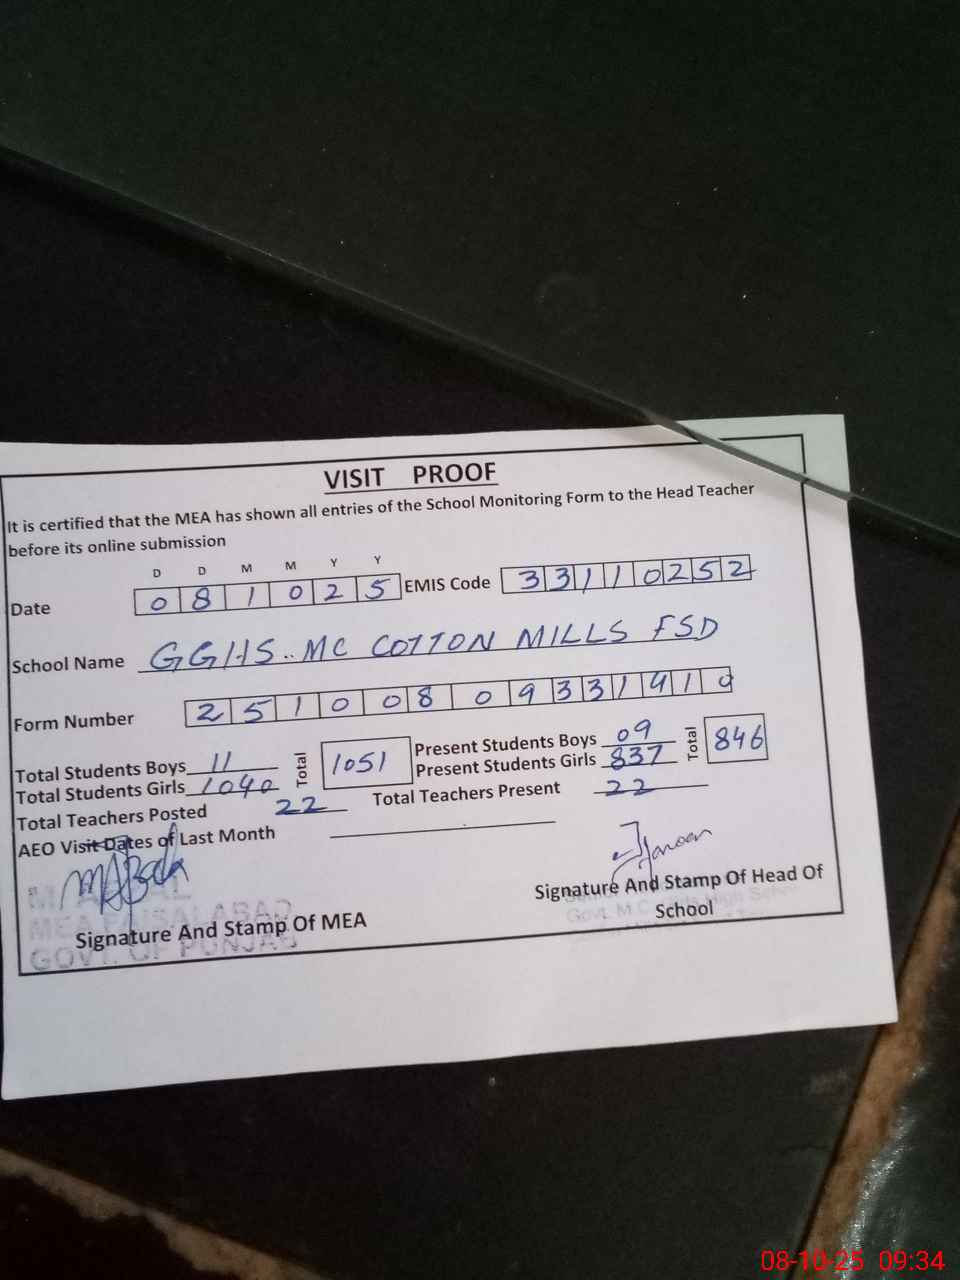 VISIT PROOF
It is certified that the MEA has shown all entries of the School Monitoring Form to the Head Teacher
before its online submission
D D M M Y Y
Date 0 8 1 0 2 5 EMIS Code 3 3 1 1 0 2 5 2
School Name GGHS.. MC COTTON MILLS FSD
Form Number 2 5 1 0 0 8 0 9 3 3 1 9 1 0
Total Students Boys 11 Total 1051 Present Students Boys 09 Total 846
Total Students Girls 1040 Present Students Girls 837
Total Teachers Posted 22 Total Teachers Present 22
AEO Visit Dates of Last Month
MEA FAISALABAD
GOVT. OF PUNJAB
Signature And Stamp Of MEA
Signature And Stamp Of Head Of
School
08-10-25 09:34